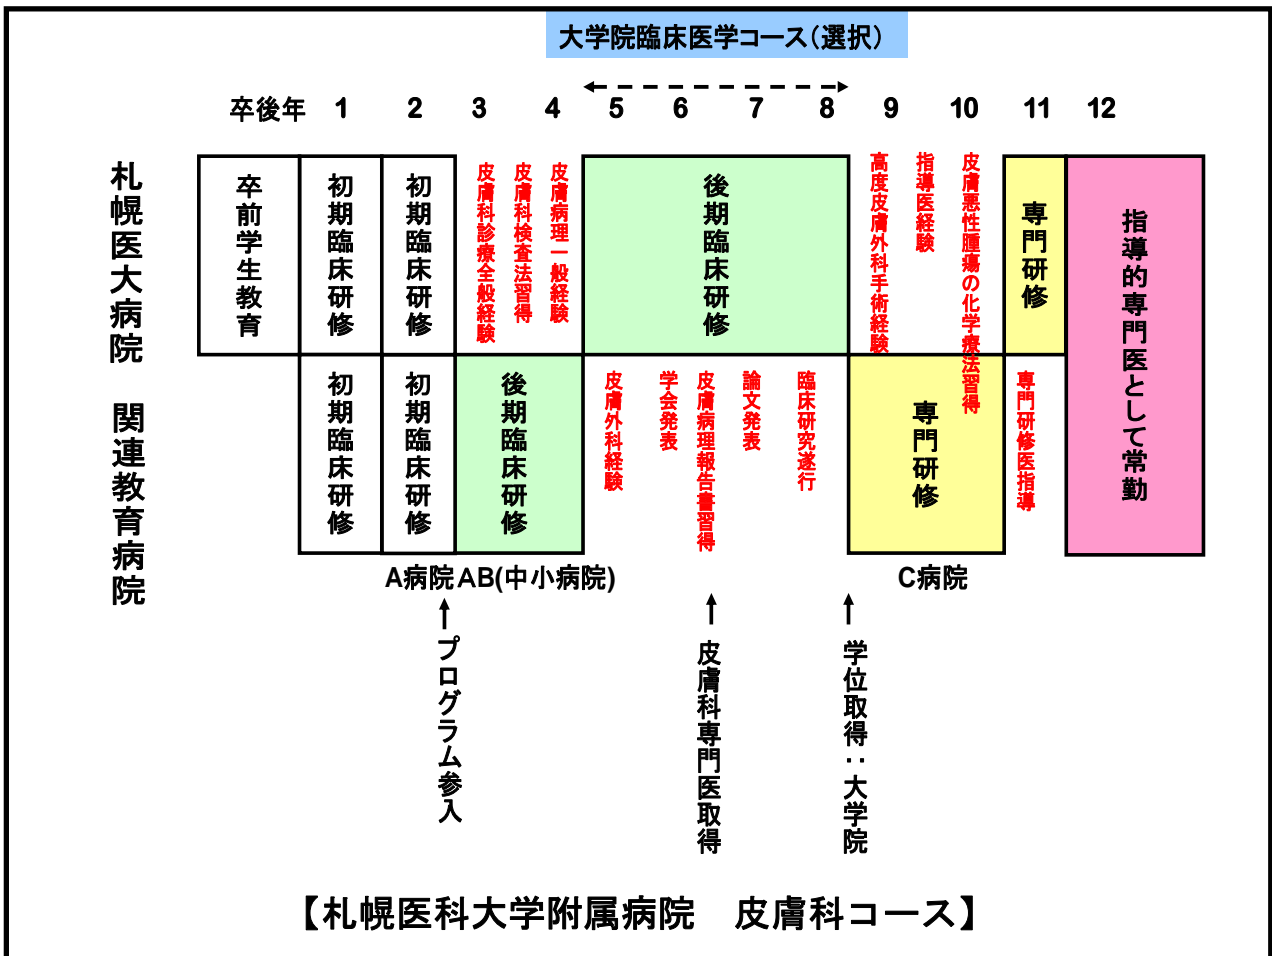 大学院臨床医学コース（選択）
卒後年 1 2 3 4 5 6 7 8 9 10 11 12
札幌医大病院
卒前学生教育
初期臨床研修
初期臨床研修
皮膚科診療全般経験
皮膚科検査法習得
皮膚病理一般経験
後期臨床研修
高度皮膚外科手術経験
指導医経験
皮膚悪性腫瘍の化学療法習得
専門研修
指導的専門医として常勤
関連教育病院
初期臨床研修
初期臨床研修
後期臨床研修
皮膚外科経験
学会発表
皮膚病理報告書習得
論文発表
臨床研究遂行
専門研修
専門研修医指導
A病院 AB(中小病院)
C病院
プログラム参入
皮膚科専門医取得
学位取得：大学院
【札幌医科大学附属病院　皮膚科コース】